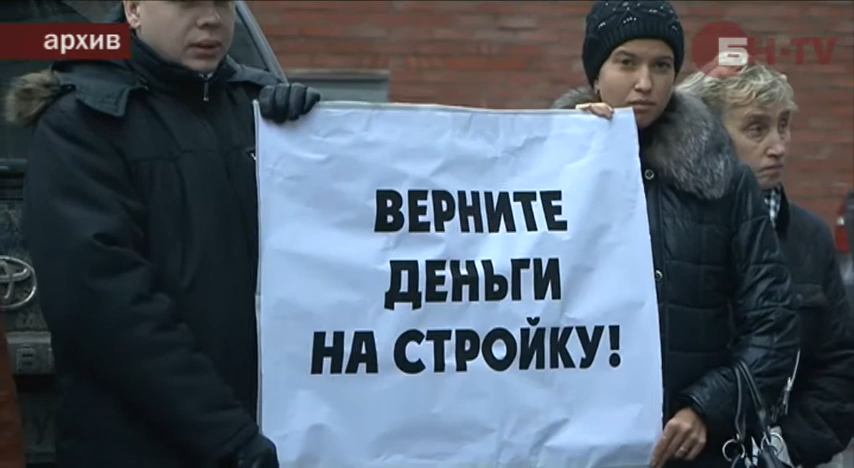 архив
БН-TV
ВЕРНИТЕ
ДЕНЬГИ
НА СТРОЙКУ!